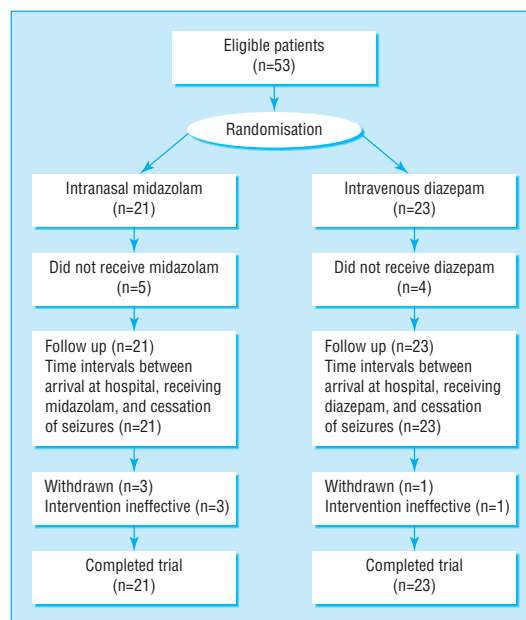 Eligible patients
(n=53)
Randomisation
Intranasal midazolam
(n=21)
Intravenous diazepam
(n=23)
Did not receive midazolam
(n=5)
Did not receive diazepam
(n=4)
Follow up (n=21)
Time intervals between
arrival at hospital, receiving
midazolam, and cessation
of seizures (n=21)
Follow up (n=23)
Time intervals between
arrival at hospital, receiving
diazepam, and cessation
of seizures (n=23)
Withdrawn (n=3)
Intervention ineffective (n=3)
Withdrawn (n=1)
Intervention ineffective (n=1)
Completed trial
(n=21)
Completed trial
(n=23)